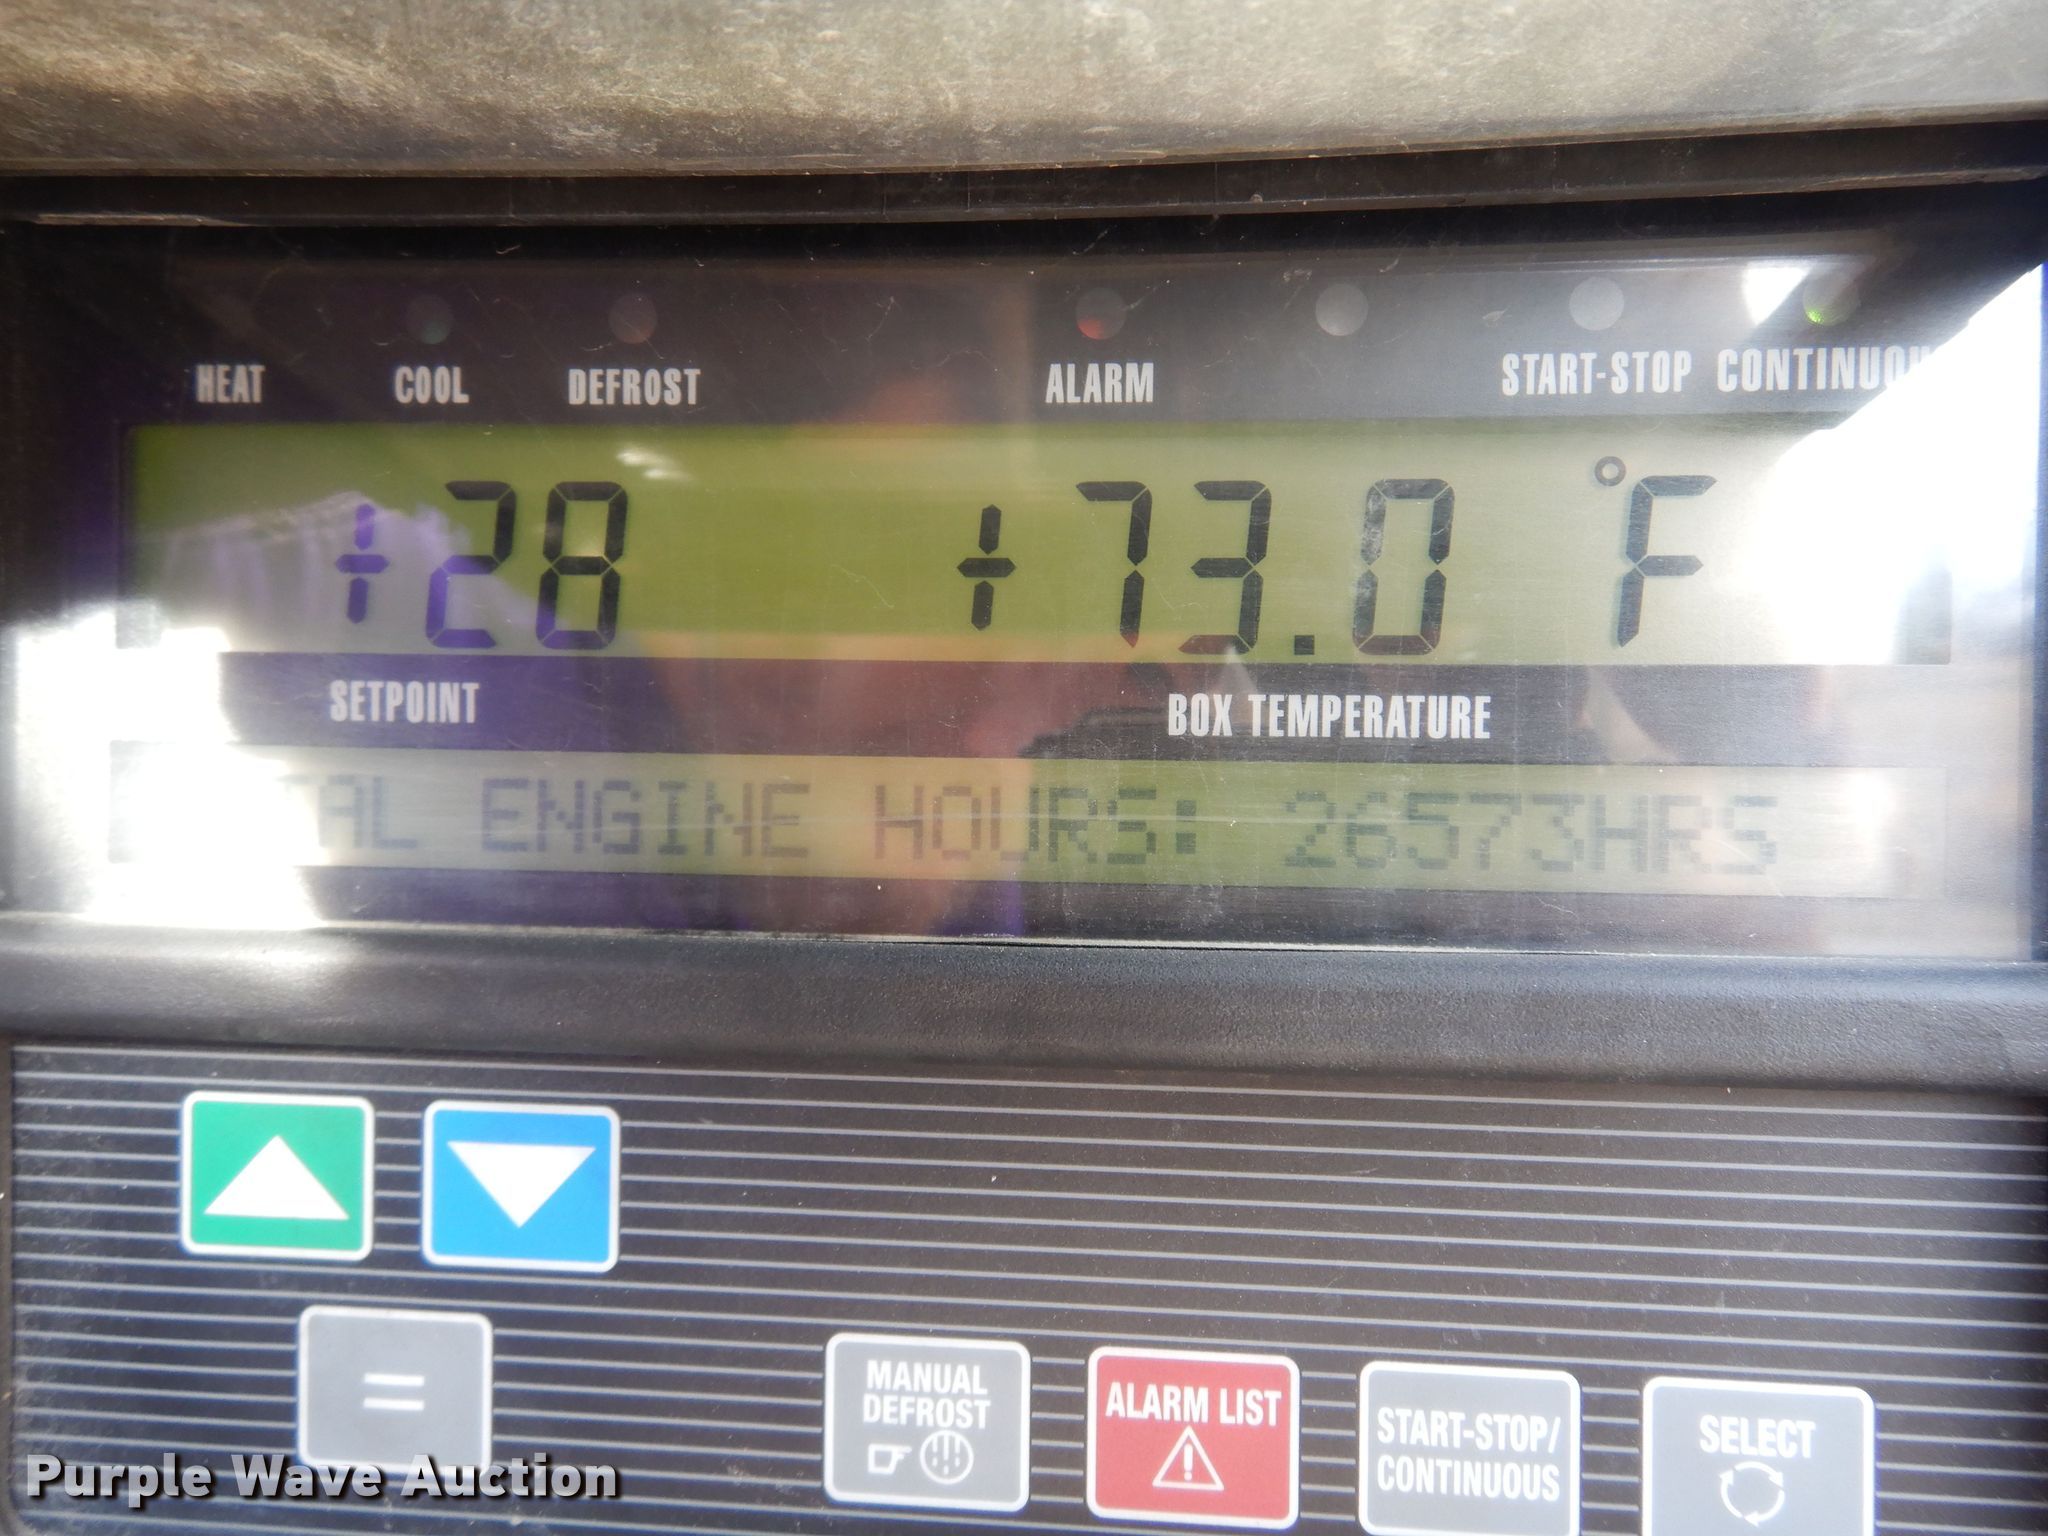 HEAT COOL DEFROST ALARM START-STOP CONTINUOU
+28 +73.0 °F
SETPOINT BOX TEMPERATURE
AL ENGINE HOURS: 26573HRS
=
MANUAL DEFROST
ALARM LIST
START-STOP/ CONTINUOUS
SELECT
Purple Wave Auction